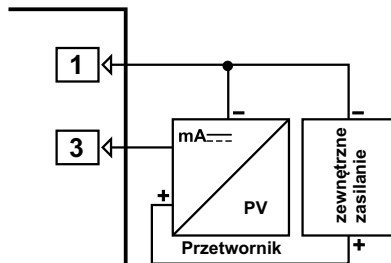 1
3
mA
PV
Przetwornik
zewnętrzne
zasilanie
−
+
−
+